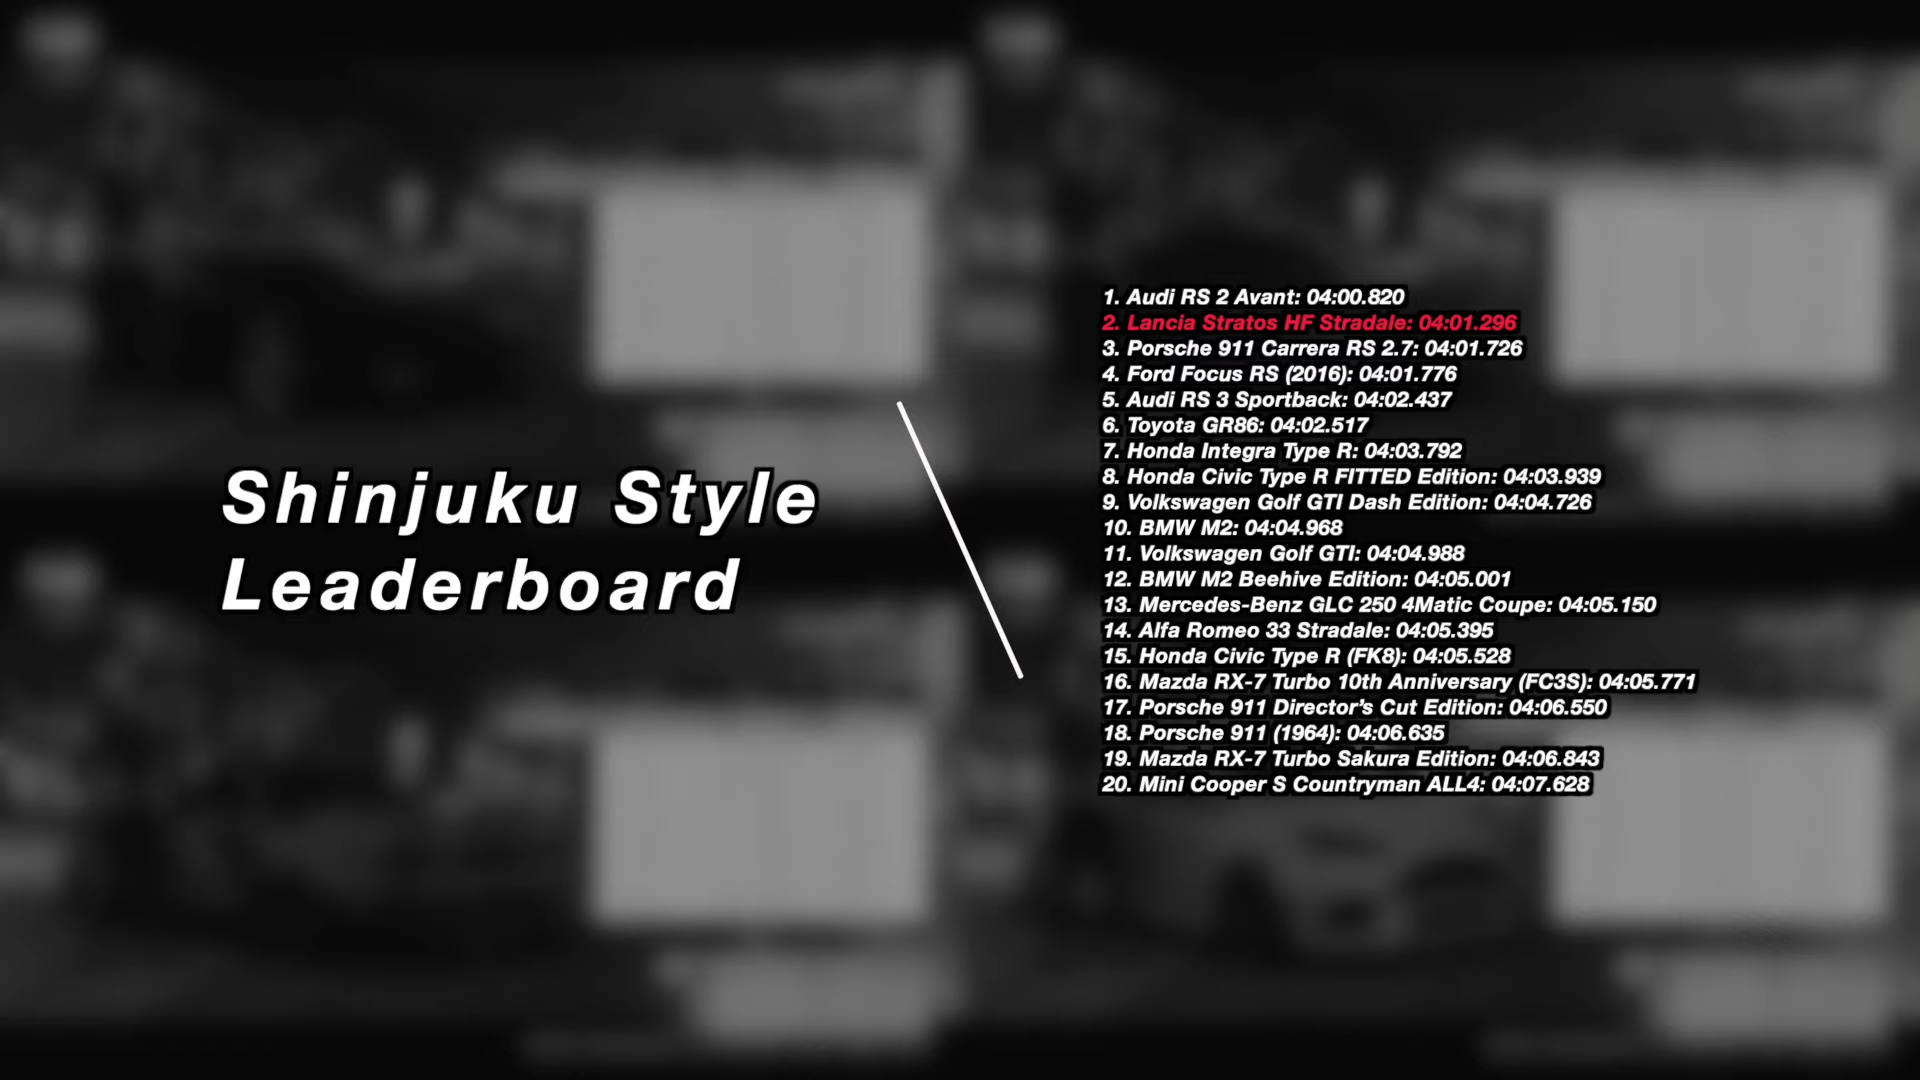 Shinjuku Style
Leaderboard
1. Audi RS 2 Avant: 04:00.820
2. Lancia Stratos HF Stradale: 04:01.296
3. Porsche 911 Carrera RS 2.7: 04:01.726
4. Ford Focus RS (2016): 04:01.776
5. Audi RS 3 Sportback: 04:02.437
6. Toyota GR86: 04:02.517
7. Honda Integra Type R: 04:03.792
8. Honda Civic Type R FITTED Edition: 04:03.939
9. Volkswagen Golf GTI Dash Edition: 04:04.726
10. BMW M2: 04:04.968
11. Volkswagen Golf GTI: 04:04.988
12. BMW M2 Beehive Edition: 04:05.001
13. Mercedes-Benz GLC 250 4Matic Coupe: 04:05.150
14. Alfa Romeo 33 Stradale: 04:05.395
15. Honda Civic Type R (FK8): 04:05.528
16. Mazda RX-7 Turbo 10th Anniversary (FC3S): 04:05.771
17. Porsche 911 Director’s Cut Edition: 04:06.550
18. Porsche 911 (1964): 04:06.635
19. Mazda RX-7 Turbo Sakura Edition: 04:06.843
20. Mini Cooper S Countryman ALL4: 04:07.628